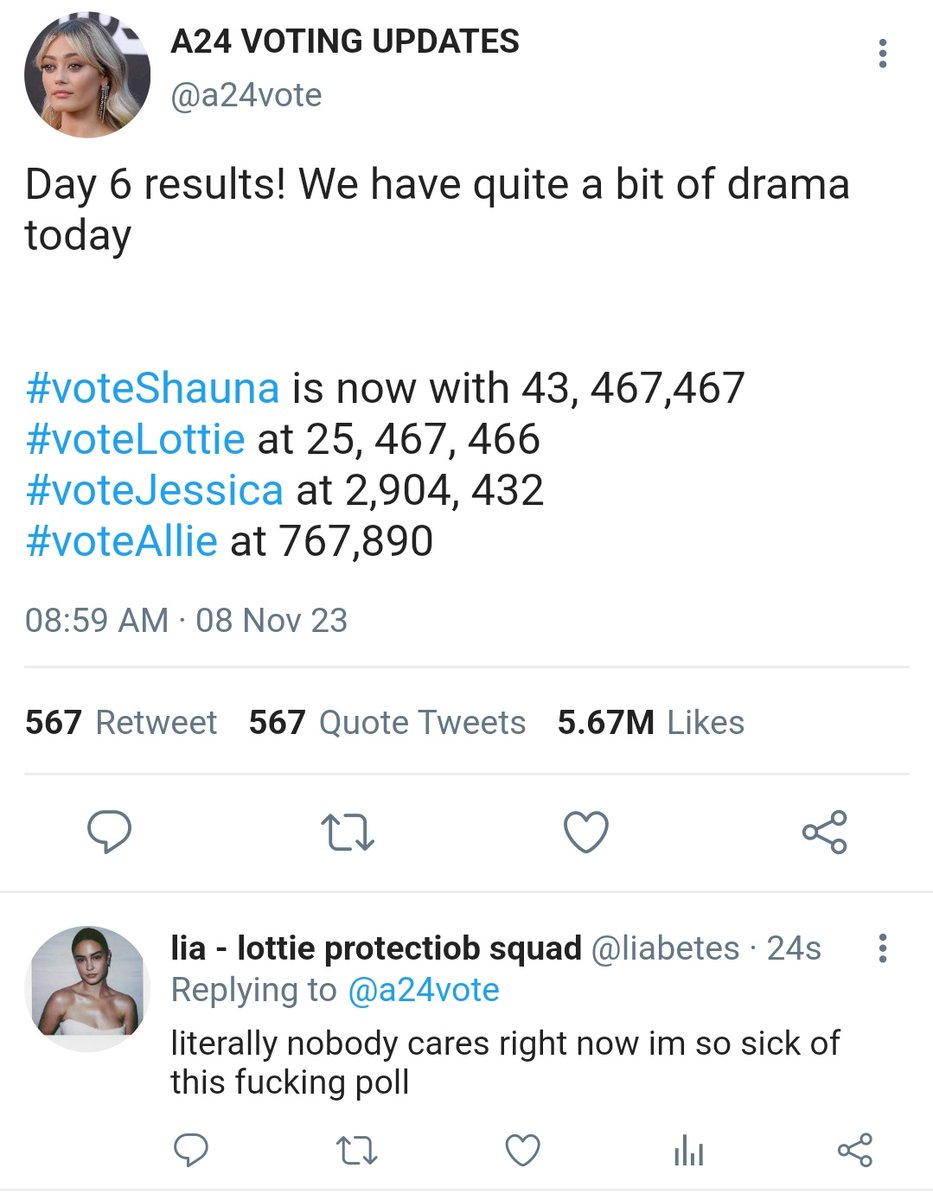 A24 VOTING UPDATES
@a24vote
Day 6 results! We have quite a bit of drama
today
#voteShauna is now with 43, 467,467
#voteLottie at 25, 467, 466
#voteJessica at 2,904, 432
#voteAllie at 767,890
08:59 AM · 08 Nov 23
567 Retweet 567 Quote Tweets 5.67M Likes
lia - lottie protectiob squad @liabetes · 24s
Replying to @a24vote
literally nobody cares right now im so sick of
this fucking poll